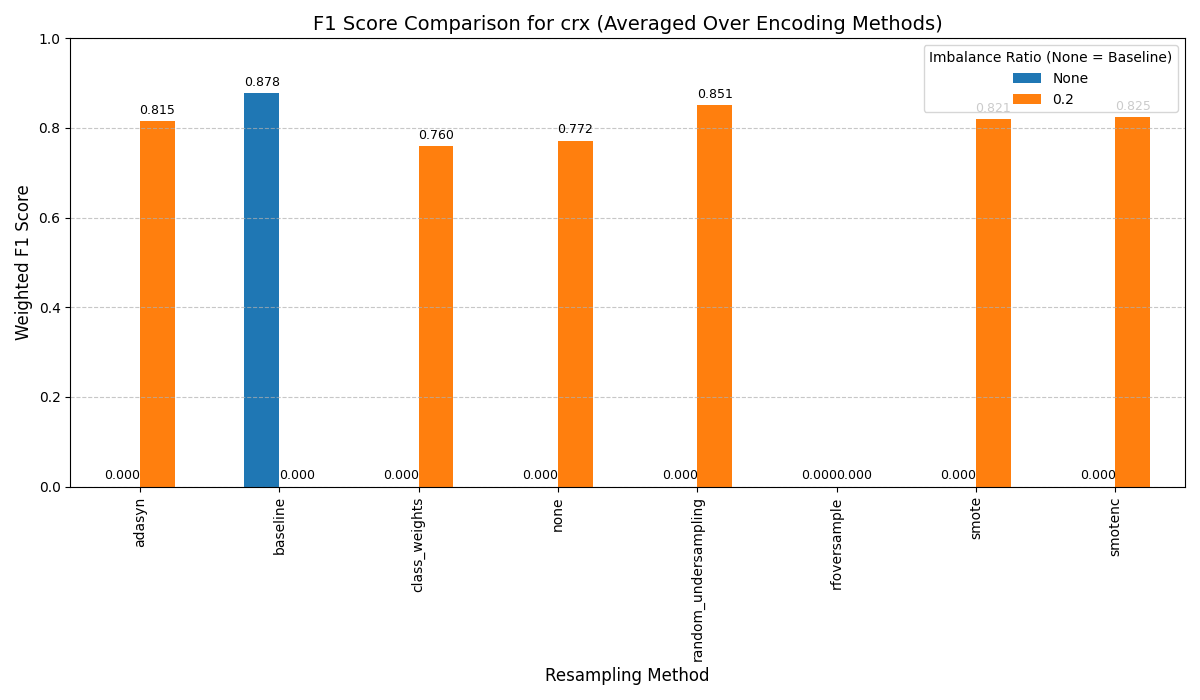 F1 Score Comparison for crx (Averaged Over Encoding Methods)
Weighted F1 Score
1.0
0.8
0.6
0.4
0.2
0.0
Imbalance Ratio (None = Baseline)
None
0.2
0.000 0.815
0.878 0.000
0.000 0.760
0.000 0.772
0.000 0.851
0.000 0.000
0.000 0.821
0.000 0.825
adasyn
baseline
class_weights
none
random_undersampling
rfoversample
smote
smotenc
Resampling Method